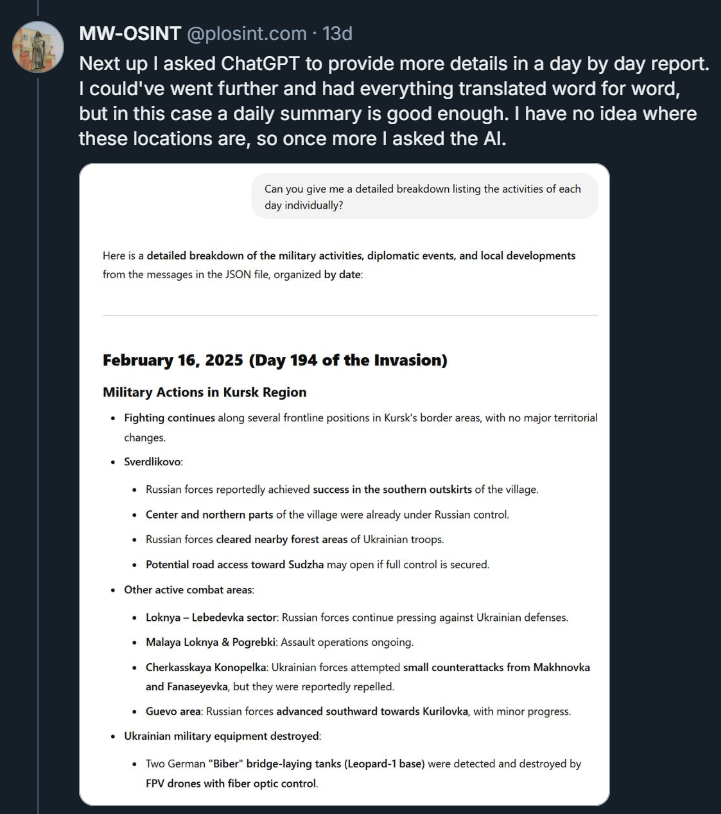 MW-OSINT @plosint.com · 13d
Next up I asked ChatGPT to provide more details in a day by day report.
I could've went further and had everything translated word for word,
but in this case a daily summary is good enough. I have no idea where
these locations are, so once more I asked the AI.
Can you give me a detailed breakdown listing the activities of each
day individually?
Here is a detailed breakdown of the military activities, diplomatic events, and local developments
from the messages in the JSON file, organized by date:
February 16, 2025 (Day 194 of the Invasion)
Military Actions in Kursk Region
• Fighting continues along several frontline positions in Kursk's border areas, with no major territorial
changes.
• Sverdlikovo:
• Russian forces reportedly achieved success in the southern outskirts of the village.
• Center and northern parts of the village were already under Russian control.
• Russian forces cleared nearby forest areas of Ukrainian troops.
• Potential road access toward Sudzha may open if full control is secured.
• Other active combat areas:
• Loknya – Lebedevka sector: Russian forces continue pressing against Ukrainian defenses.
• Malaya Loknya & Pogrebki: Assault operations ongoing.
• Cherkasskaya Konopelka: Ukrainian forces attempted small counterattacks from Makhnovka
and Fanaseyevka, but they were reportedly repelled.
• Guevo area: Russian forces advanced southward towards Kurilovka, with minor progress.
• Ukrainian military equipment destroyed:
• Two German "Biber" bridge-laying tanks (Leopard-1 base) were detected and destroyed by
FPV drones with fiber optic control.